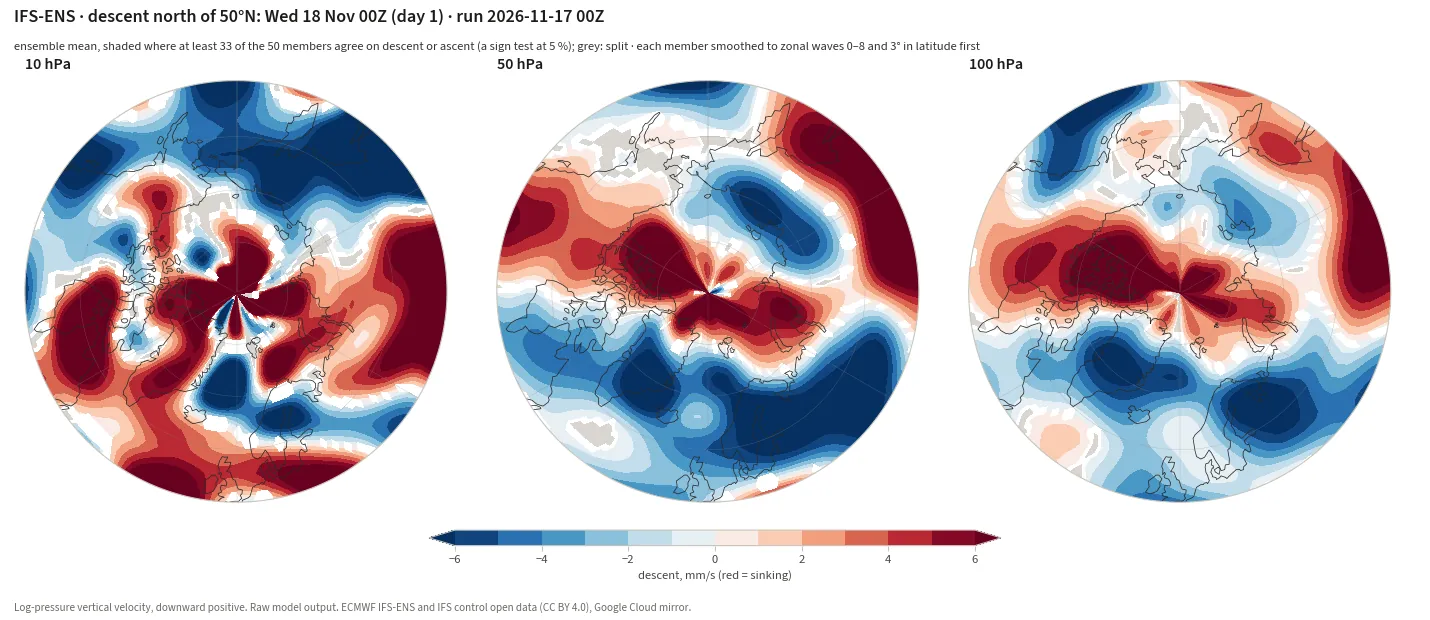 IFS-ENS · descent north of 50°N: Wed 18 Nov 00Z (day 1) · run 2026-11-17 00Z
ensemble mean, shaded where at least 33 of the 50 members agree on descent or ascent (a sign test at 5 %); grey: split · each member smoothed to zonal waves 0–8 and 3° in latitude first
10 hPa
50 hPa
100 hPa
−6 −4 −2 0 2 4 6
descent, mm/s (red = sinking)
Log-pressure vertical velocity, downward positive. Raw model output. ECMWF IFS-ENS and IFS control open data (CC BY 4.0), Google Cloud mirror.